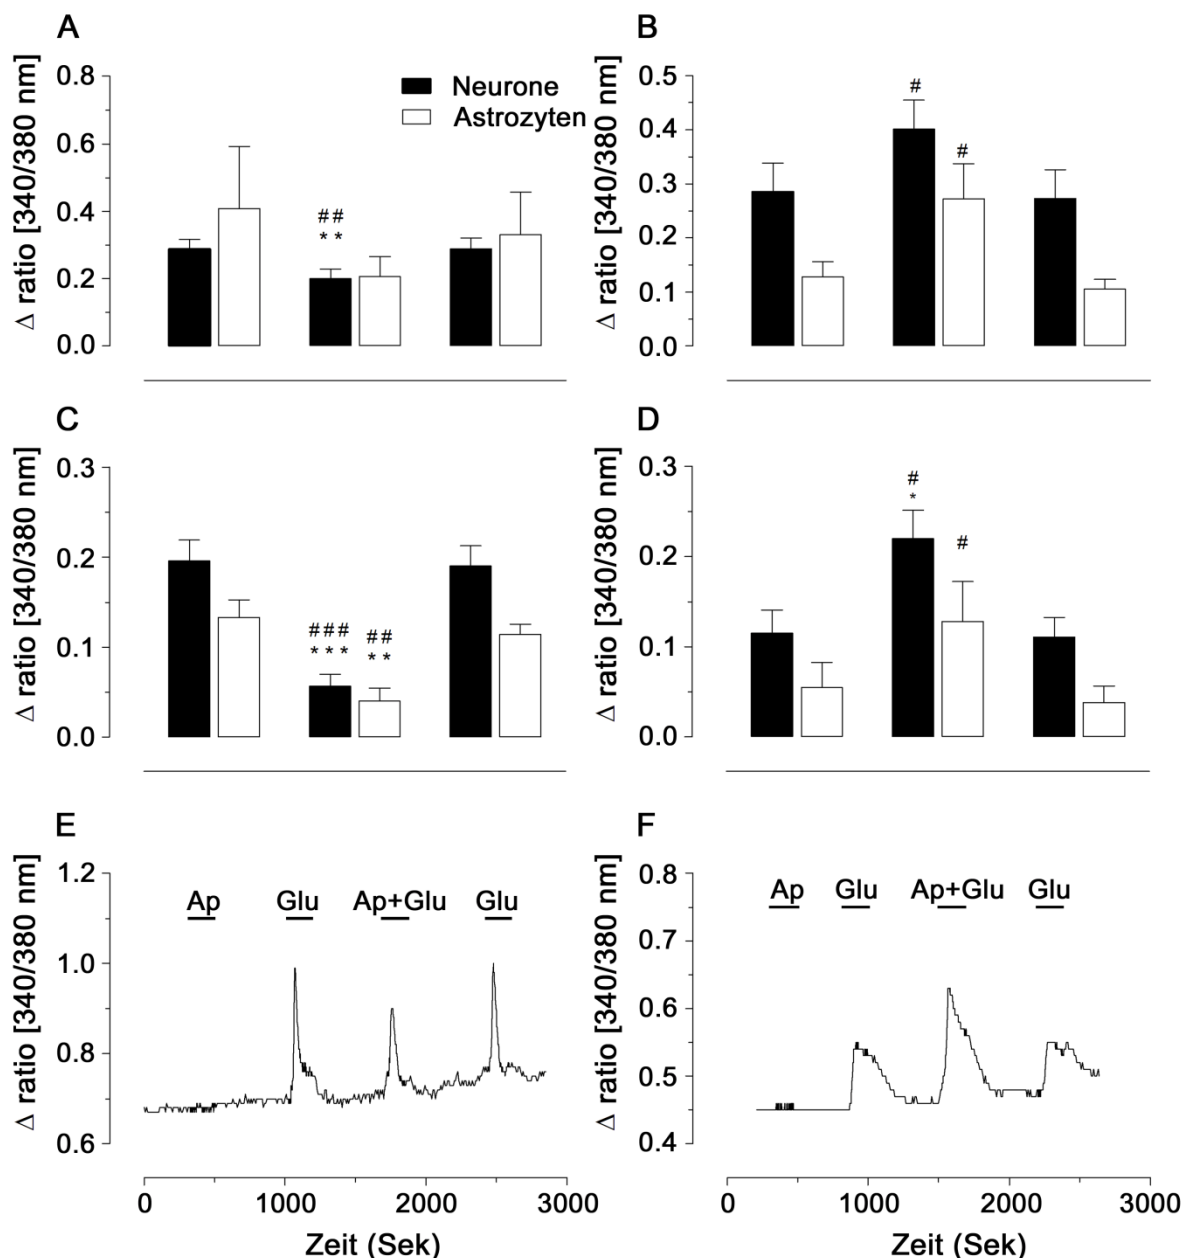 A
Δ ratio [340/380 nm]
0.8
0.6
0.4
0.2
0.0
Neurone
Astrozyten
##
**
B
Δ ratio [340/380 nm]
0.5
0.4
0.3
0.2
0.1
0.0
#
#
C
Δ ratio [340/380 nm]
0.3
0.2
0.1
0.0
###
***
##
**
D
Δ ratio [340/380 nm]
0.3
0.2
0.1
0.0
#
*
#
E
Δ ratio [340/380 nm]
1.2
1.0
0.8
0.6
Ap Glu Ap+Glu Glu
0 1000 2000 3000
Zeit (Sek)
F
Δ ratio [340/380 nm]
0.8
0.7
0.6
0.5
0.4
Ap Glu Ap+Glu Glu
0 1000 2000 3000
Zeit (Sek)